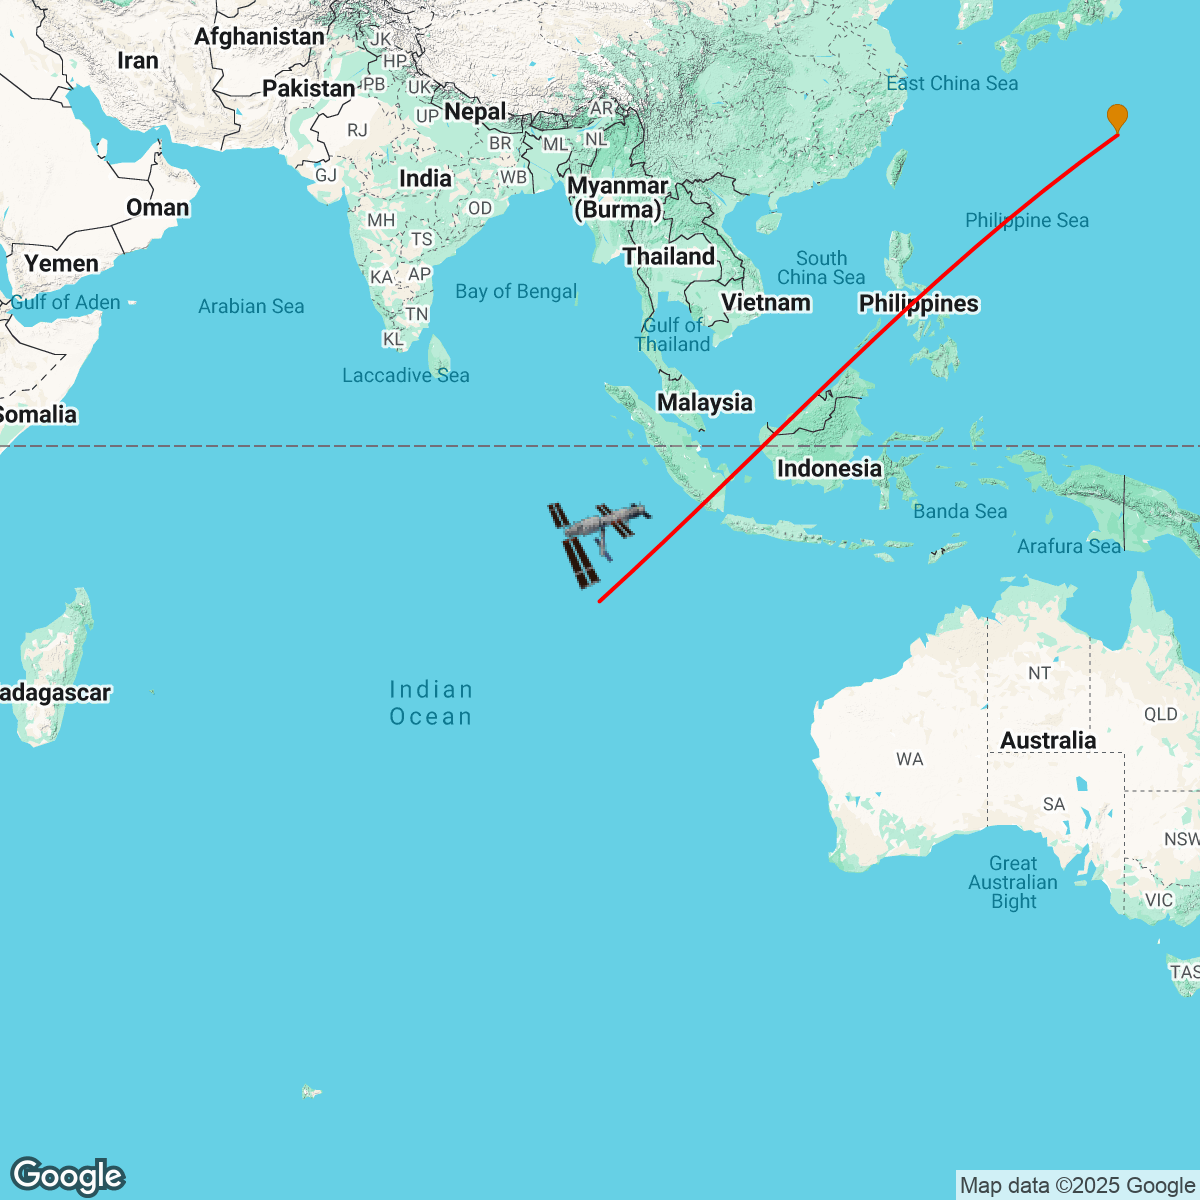 Afghanistan
JK
Iran
HP
Pakistan
PB
UK
East China Sea
Nepal
AR
UP
RJ
BR
ML
NL
GJ
India
WB
Myanmar
(Burma)
Oman
OD
MH
Philippine Sea
TS
Yemen
Thailand
South
China Sea
KA
AP
Bay of Bengal
Gulf of Aden
Arabian Sea
Vietnam
Philippines
TN
Gulf of
Thailand
KL
Laccadive Sea
Malaysia
Somalia
Indonesia
Banda Sea
Arafura Sea
NT
Indian
Ocean
adagascar
QLD
Australia
WA
SA
NSW
Great
Australian
Bight
VIC
TAS
Google
Map data ©2025 Google